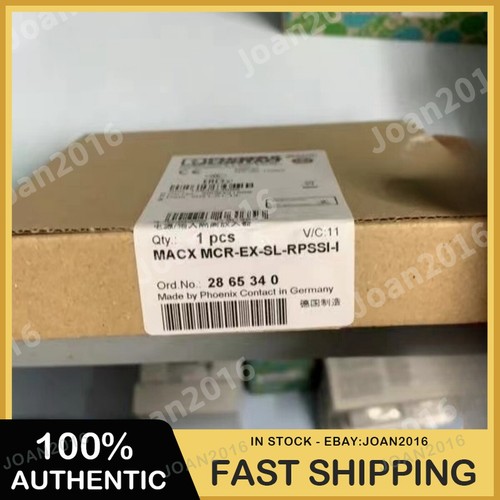 Qty.: 1 pcs V/C:11
MACX MCR-EX-SL-RPSSI-I
Ord.No.: 28 65 34 0
Made by Phoenix Contact in Germany
德国制造
100%
AUTHENTIC
IN STOCK - EBAY:JOAN2016
FAST SHIPPING
Joan2016